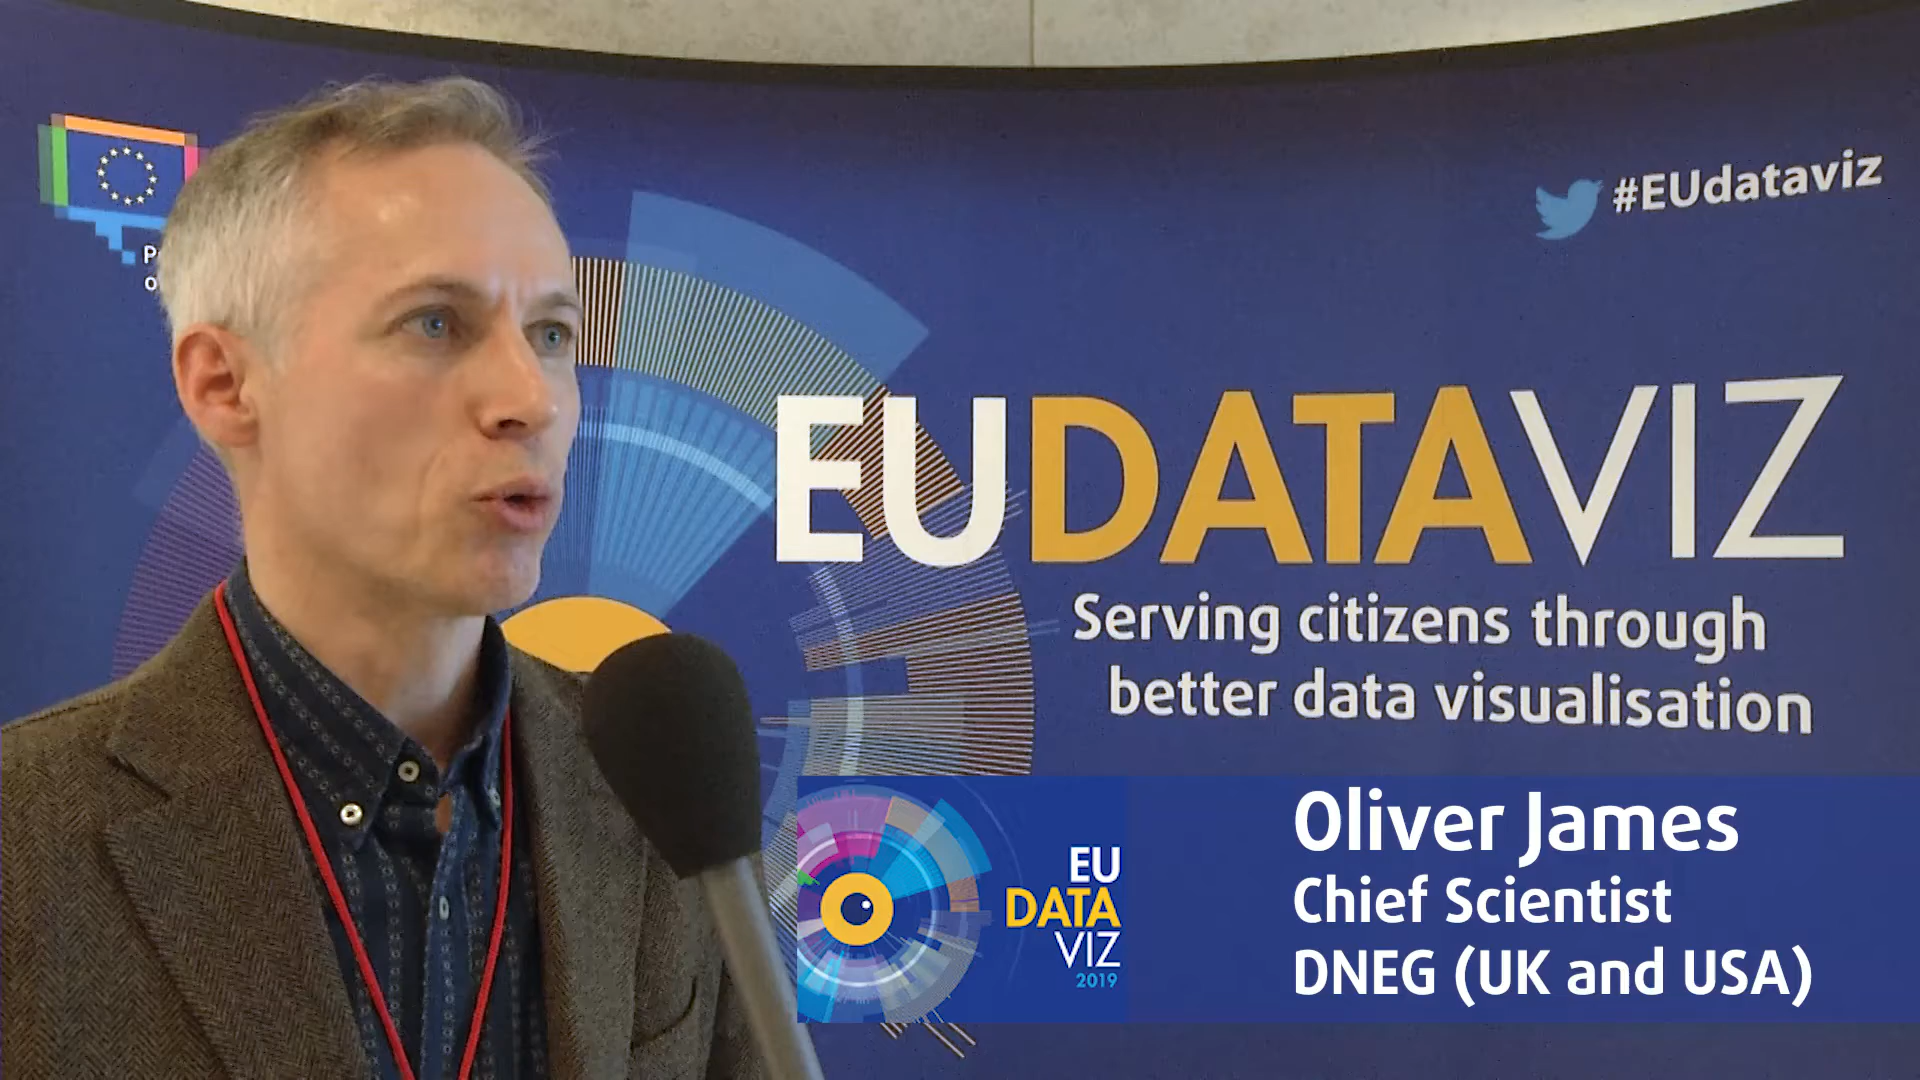 #EUdataviz
EUDATAVIZ
Serving citizens through
better data visualisation
EU
DATA
VIZ
2019
Oliver James
Chief Scientist
DNEG (UK and USA)